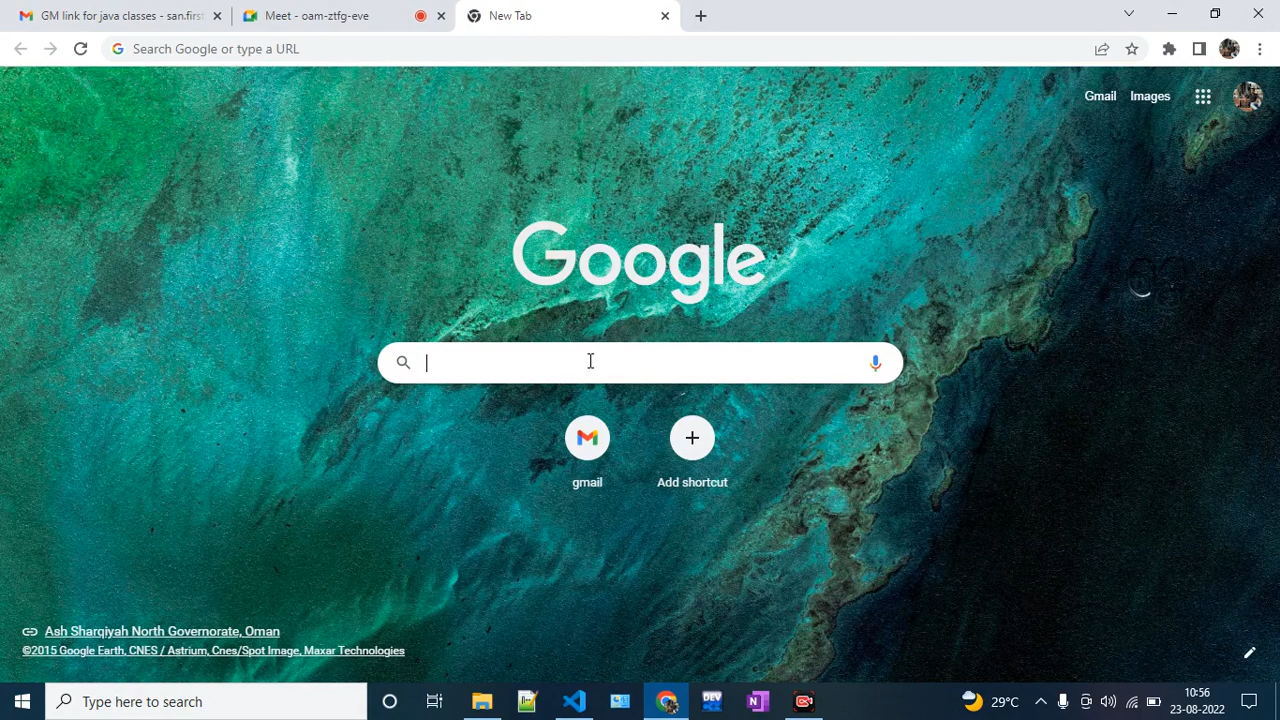 GM link for java classes - san.first
Meet - oam-ztfg-eve
New Tab
Search Google or type a URL
Gmail
Images
Google
gmail
Add shortcut
Ash Sharqiyah North Governorate, Oman
©2015 Google Earth, CNES / Astrium, Cnes/Spot Image, Maxar Technologies
Type here to search
DEV
N
29°C
10:56
23-08-2022